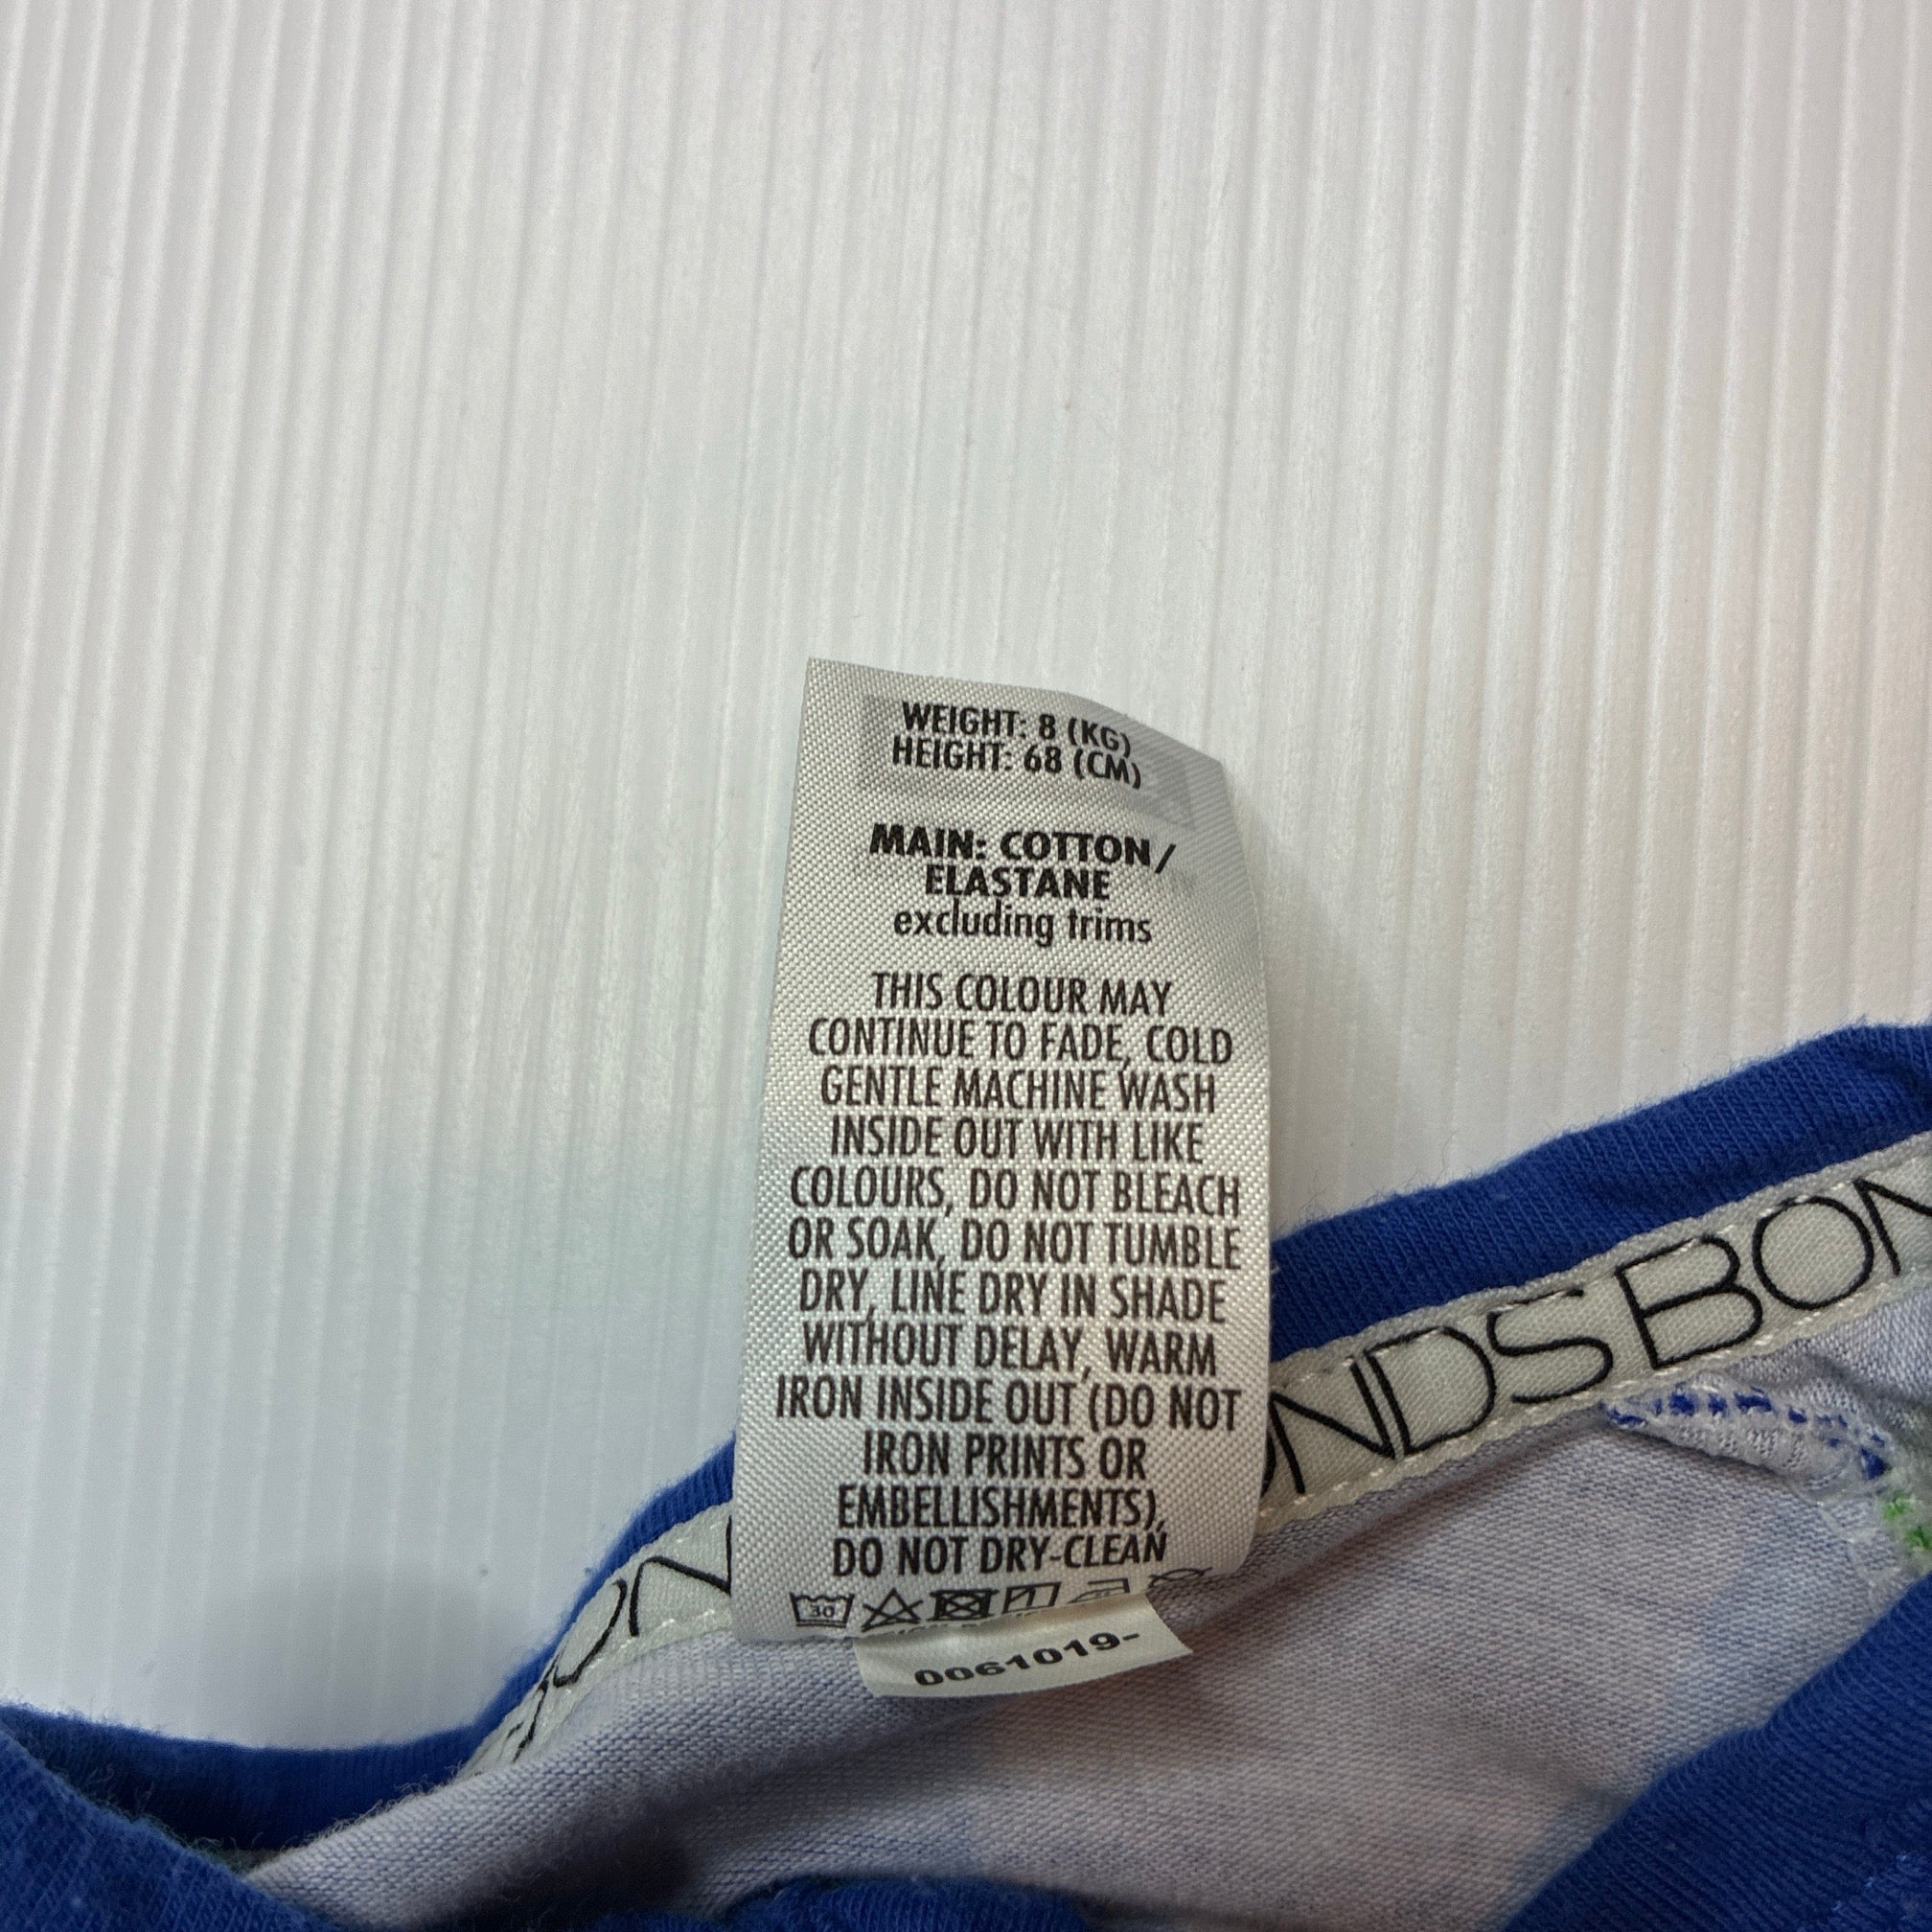 WEIGHT: 8 (KG)
HEIGHT: 68 (CM)
MAIN: COTTON/
ELASTANE
excluding trims
THIS COLOUR MAY
CONTINUE TO FADE, COLD
GENTLE MACHINE WASH
INSIDE OUT WITH LIKE
COLOURS, DO NOT BLEACH
OR SOAK, DO NOT TUMBLE
DRY, LINE DRY IN SHADE
WITHOUT DELAY, WARM
IRON INSIDE OUT (DO NOT
IRON PRINTS OR
EMBELLISHMENTS),
DO NOT DRY-CLEAN
30
0061019-
ONDS BON
BON